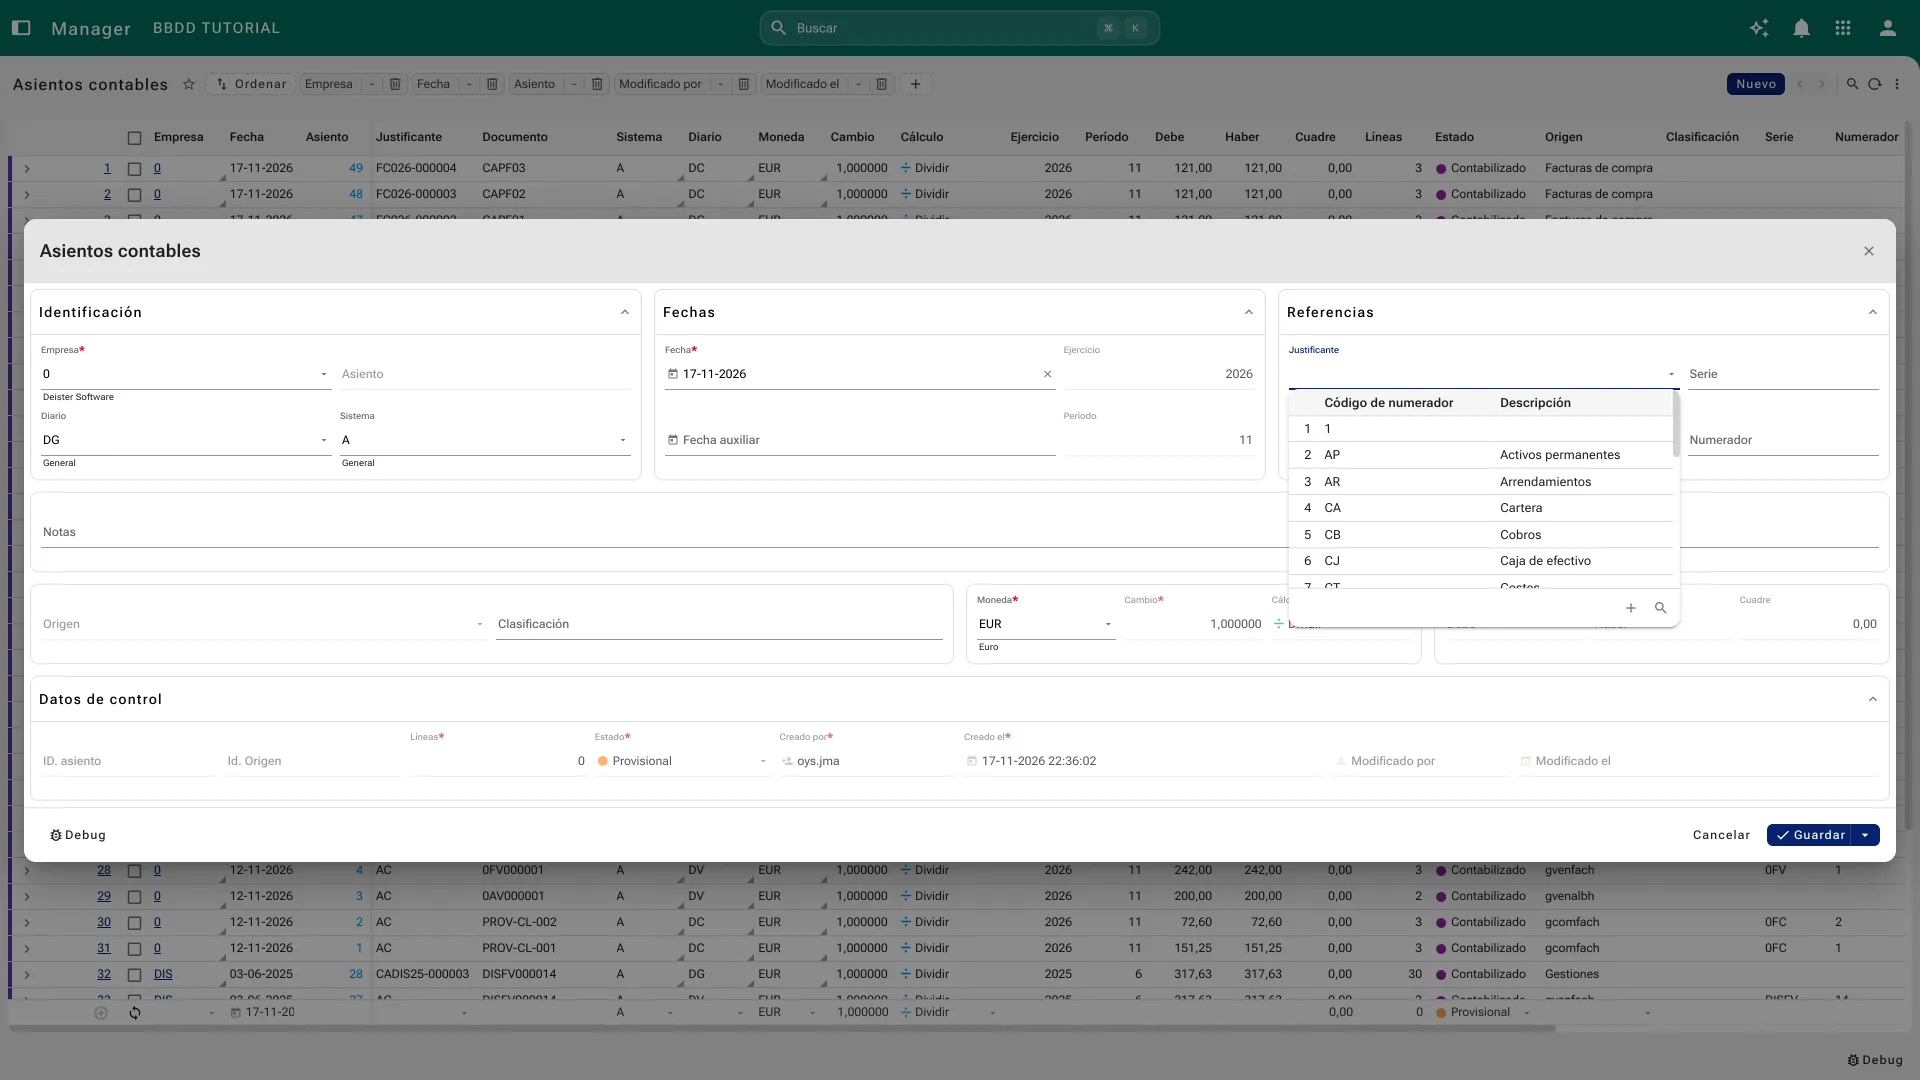 Manager BBDD TUTORIAL Buscar ⌘ K
Asientos contables Ordenar Empresa - Fecha - Asiento - Modificado por - Modificado el - Nuevo
Empresa Fecha Asiento Justificante Documento Sistema Diario Moneda Cambio Cálculo Ejercicio Período Debe Haber Cuadre Líneas Estado Origen Clasificación Serie Numerador
1 0 17-11-2026 49 FC026-000004 CAPF03 A DC EUR 1,000000 Dividir 2026 11 121,00 121,00 0,00 3 Contabilizado Facturas de compra
2 0 17-11-2026 48 FC026-000003 CAPF02 A DC EUR 1,000000 Dividir 2026 11 121,00 121,00 0,00 3 Contabilizado Facturas de compra
Asientos contables
Identificación
Empresa*
0 Asiento
Deister Software
Diario Sistema
DG A
General General
Fechas
Fecha* Ejercicio
17-11-2026 2026
Período
Fecha auxiliar 11
Referencias
Justificante
Serie
Código de numerador Descripción
1 1
2 AP Activos permanentes
3 AR Arrendamientos
4 CA Cartera
5 CB Cobros
6 CJ Caja de efectivo
7 CT Costes
Numerador
Notas
Origen Clasificación
Moneda* Cambio*
EUR 1,000000
Euro
Cuadre
0,00
Datos de control
Líneas* Estado* Creado por* Creado el*
ID. asiento Id. Origen 0 Provisional oys.jma 17-11-2026 22:36:02 Modificado por Modificado el
Debug Cancelar Guardar
28 0 12-11-2026 4 AC 0FV000001 A DV EUR 1,000000 Dividir 2026 11 242,00 242,00 0,00 3 Contabilizado gvenfach 0FV 1
29 0 12-11-2026 3 AC 0AV000001 A DV EUR 1,000000 Dividir 2026 11 200,00 200,00 0,00 2 Contabilizado gvenalbh
30 0 12-11-2026 2 AC PROV-CL-002 A DC EUR 1,000000 Dividir 2026 11 72,60 72,60 0,00 3 Contabilizado gcomfach 0FC 2
31 0 12-11-2026 1 AC PROV-CL-001 A DC EUR 1,000000 Dividir 2026 11 151,25 151,25 0,00 3 Contabilizado gcomfach 0FC 1
32 DIS 03-06-2025 28 CADIS25-000003 DISFV000014 A DG EUR 1,000000 Dividir 2025 6 317,63 317,63 0,00 30 Contabilizado Gestiones
17-11-20 A EUR 1,000000 Dividir 0,00 0 Provisional
Debug